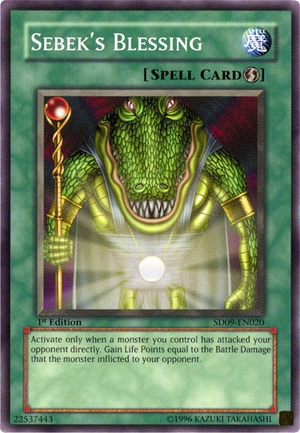 Sebek's Blessing
魔
[Spell Card]
1st Edition
SD09-EN020
Activate only when a monster you control has attacked your
opponent directly. Gain Life Points equal to the Battle Damage
that the monster inflicted to your opponent.
22537443
©1996 KAZUKI TAKAHASHI